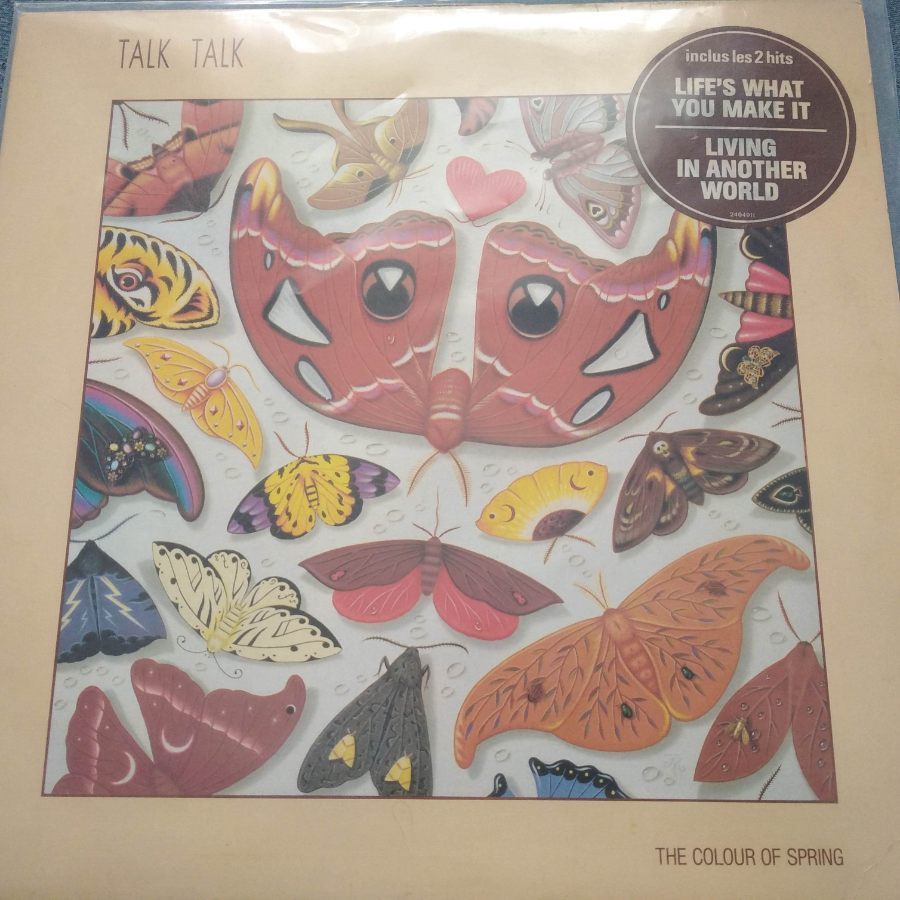 TALK TALK
inclus les 2 hits
LIFE'S WHAT
YOU MAKE IT
LIVING
IN ANOTHER
WORLD
2404911
THE COLOUR OF SPRING